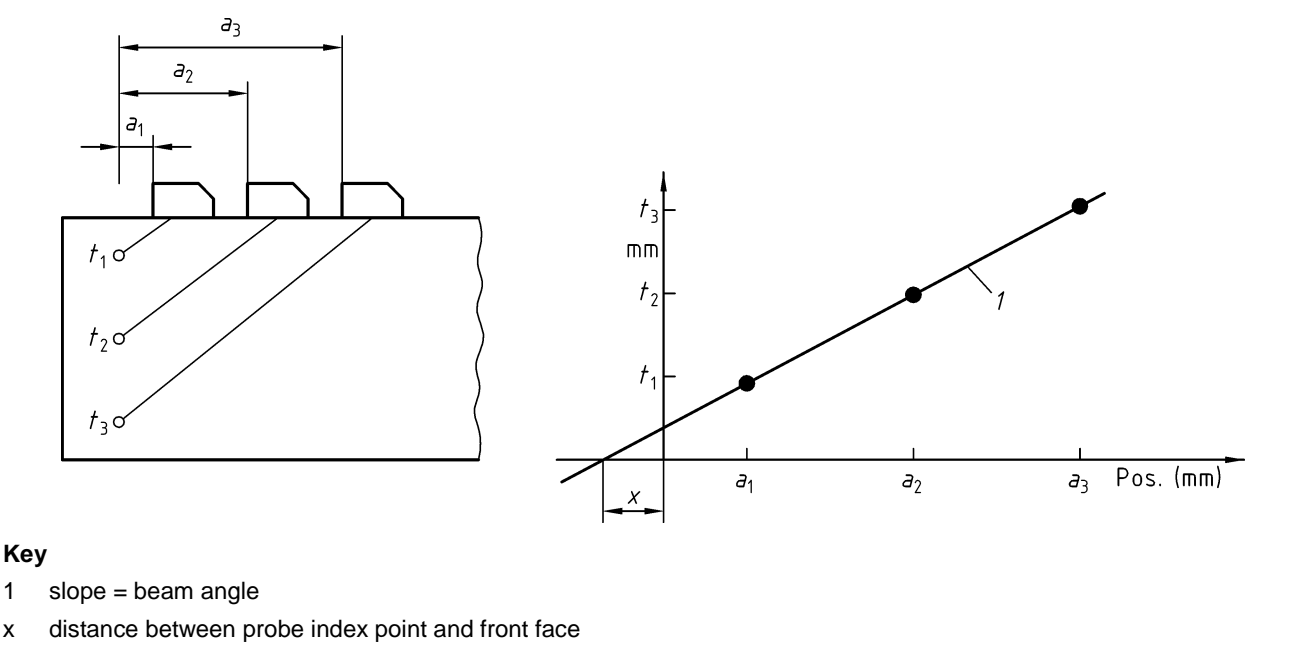 a3
a2
a1
t1
t2
t3
t3
mm
t2
t1
1
x
a1 a2 a3 Pos. (mm)
Key
1 slope = beam angle
x distance between probe index point and front face